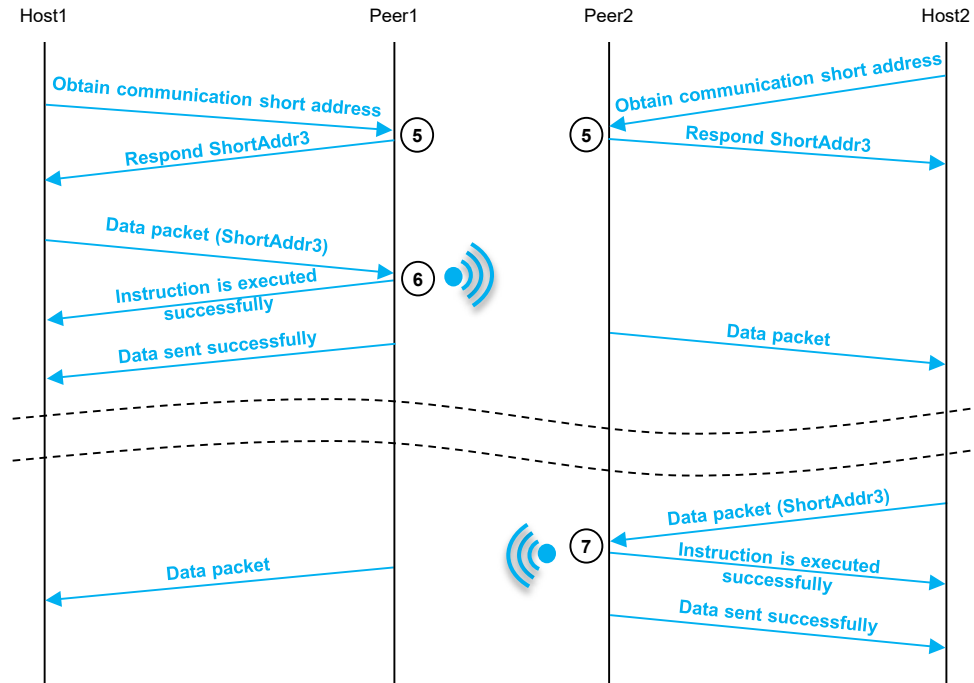 Host1
Peer1
Peer2
Host2
Obtain communication short address
Obtain communication short address
5
5
Respond ShortAddr3
Respond ShortAddr3
Data packet (ShortAddr3)
6
Instruction is executed
successfully
Data packet
Data sent successfully
Data packet (ShortAddr3)
7
Instruction is executed
successfully
Data packet
Data sent successfully